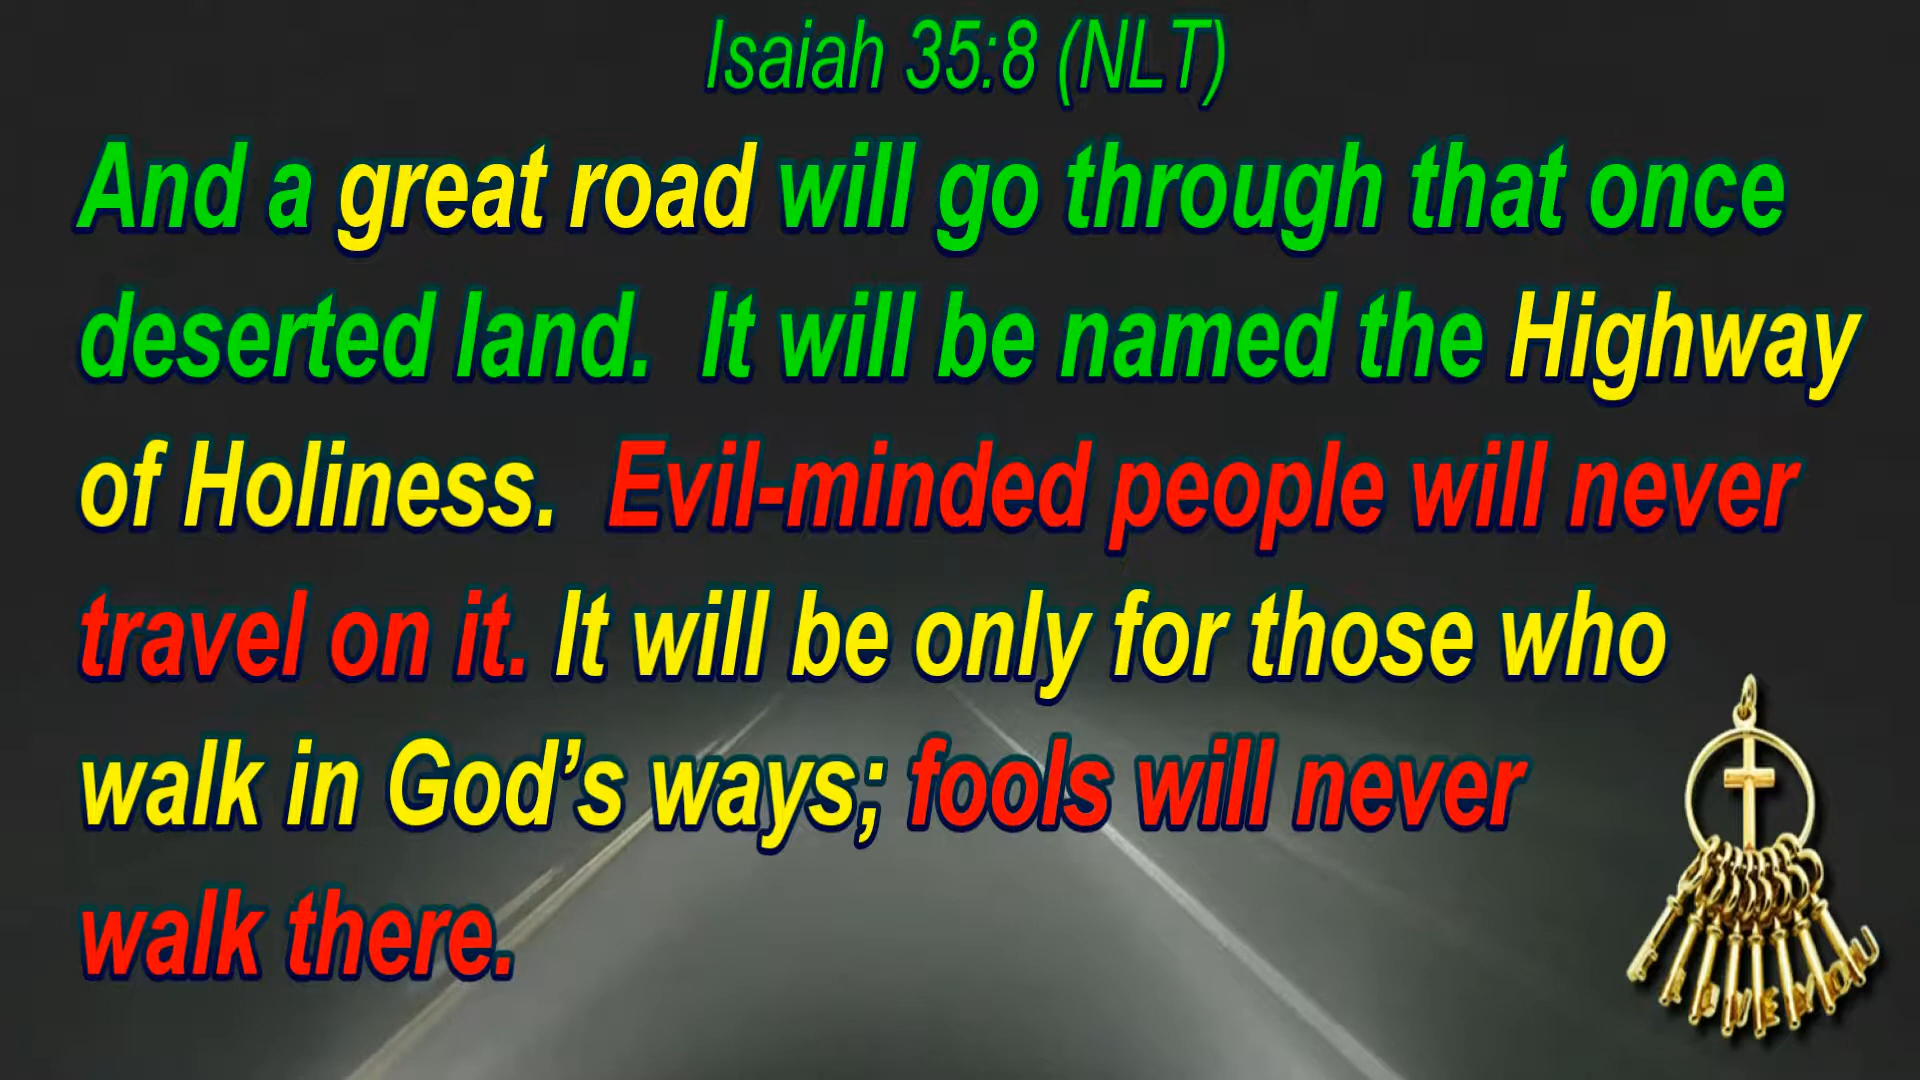 Isaiah 35:8 (NLT)
And a great road will go through that once
deserted land.  It will be named the Highway
of Holiness.  Evil-minded people will never
travel on it. It will be only for those who
walk in God’s ways; fools will never
walk there.